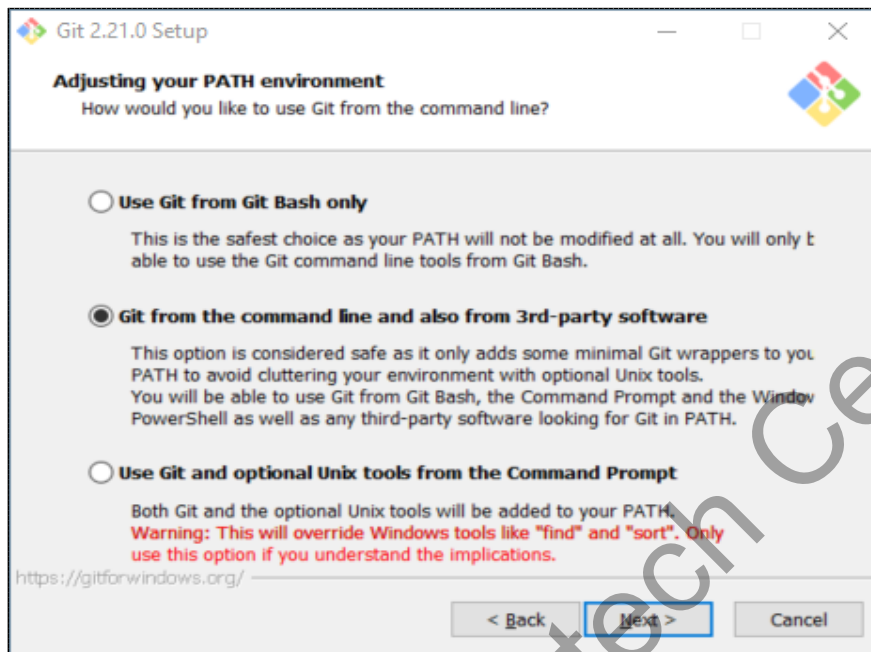 Git 2.21.0 Setup
Adjusting your PATH environment
How would you like to use Git from the command line?
Use Git from Git Bash only
This is the safest choice as your PATH will not be modified at all. You will only b
able to use the Git command line tools from Git Bash.
Git from the command line and also from 3rd-party software
This option is considered safe as it only adds some minimal Git wrappers to you
PATH to avoid cluttering your environment with optional Unix tools.
You will be able to use Git from Git Bash, the Command Prompt and the Window
PowerShell as well as any third-party software looking for Git in PATH.
Use Git and optional Unix tools from the Command Prompt
Both Git and the optional Unix tools will be added to your PATH.
Warning: This will override Windows tools like "find" and "sort". Only
use this option if you understand the implications.
https://gitforwindows.org/
< Back
Next >
Cancel
tech Ce